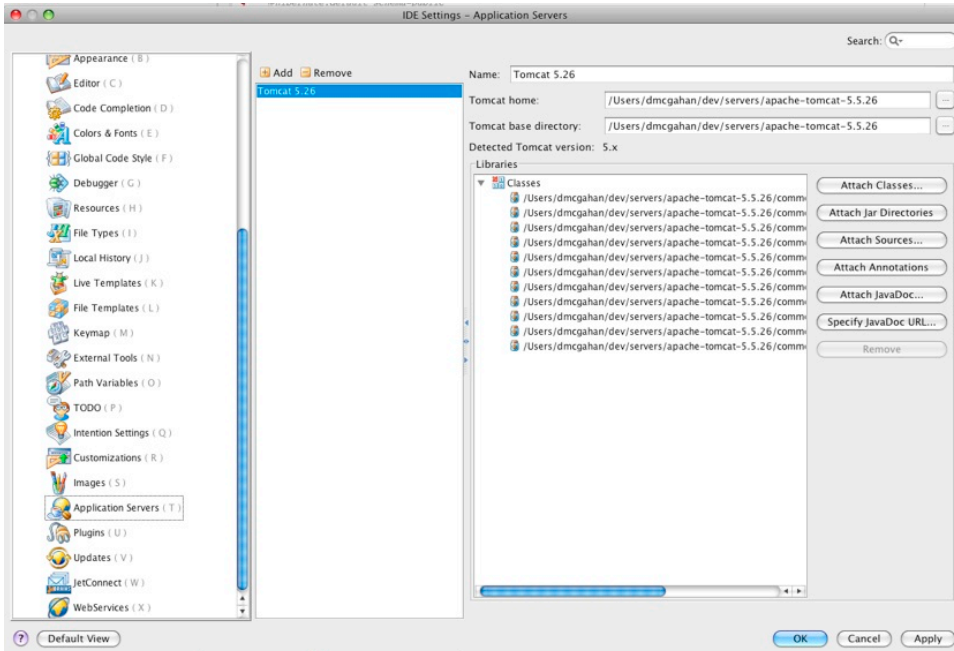 IDE Settings - Application Servers
Search:
Appearance ( B )
Editor ( C )
Code Completion ( D )
Colors & Fonts ( E )
Global Code Style ( F )
Debugger ( G )
Resources ( H )
File Types ( I )
Local History ( J )
Live Templates ( K )
File Templates ( L )
Keymap ( M )
External Tools ( N )
Path Variables ( O )
TODO ( P )
Intention Settings ( Q )
Customizations ( R )
Images ( S )
Application Servers ( T )
Plugins ( U )
Updates ( V )
JetConnect ( W )
WebServices ( X )
Add Remove
Tomcat 5.26
Name: Tomcat 5.26
Tomcat home: /Users/dmcgahan/dev/servers/apache-tomcat-5.5.26 ...
Tomcat base directory: /Users/dmcgahan/dev/servers/apache-tomcat-5.5.26 ...
Detected Tomcat version: 5.x
Libraries
Classes
/Users/dmcgahan/dev/servers/apache-tomcat-5.5.26/comm
/Users/dmcgahan/dev/servers/apache-tomcat-5.5.26/comm
/Users/dmcgahan/dev/servers/apache-tomcat-5.5.26/comm
/Users/dmcgahan/dev/servers/apache-tomcat-5.5.26/comm
/Users/dmcgahan/dev/servers/apache-tomcat-5.5.26/comm
/Users/dmcgahan/dev/servers/apache-tomcat-5.5.26/comm
/Users/dmcgahan/dev/servers/apache-tomcat-5.5.26/comm
/Users/dmcgahan/dev/servers/apache-tomcat-5.5.26/comm
/Users/dmcgahan/dev/servers/apache-tomcat-5.5.26/comm
/Users/dmcgahan/dev/servers/apache-tomcat-5.5.26/comm
/Users/dmcgahan/dev/servers/apache-tomcat-5.5.26/comm
Attach Classes...
Attach Jar Directories
Attach Sources...
Attach Annotations
Attach JavaDoc...
Specify JavaDoc URL...
Remove
? Default View
OK Cancel Apply